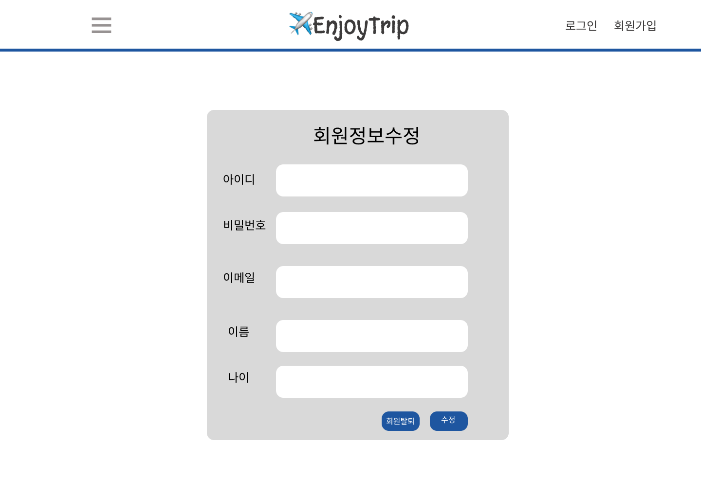 EnjoyTrip
로그인 회원가입
회원정보수정
아이디
비밀번호
이메일
이름
나이
회원탈퇴 수정